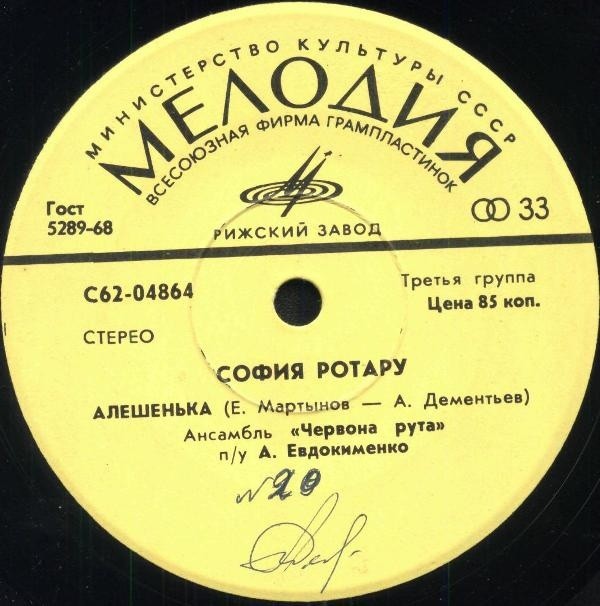 МИНИСТЕРСТВО КУЛЬТУРЫ СССР
МЕЛОДИЯ
ВСЕСОЮЗНАЯ ФИРМА ГРАМПЛАСТИНОК
Гост
5289-68
33
РИЖСКИЙ ЗАВОД
С62-04864
Третья группа
Цена 85 коп.
СТЕРЕО
СОФИЯ РОТАРУ
АЛЕШЕНЬКА (Е. Мартынов — А. Дементьев)
Ансамбль «Червона рута»
п/у А. Евдокименко